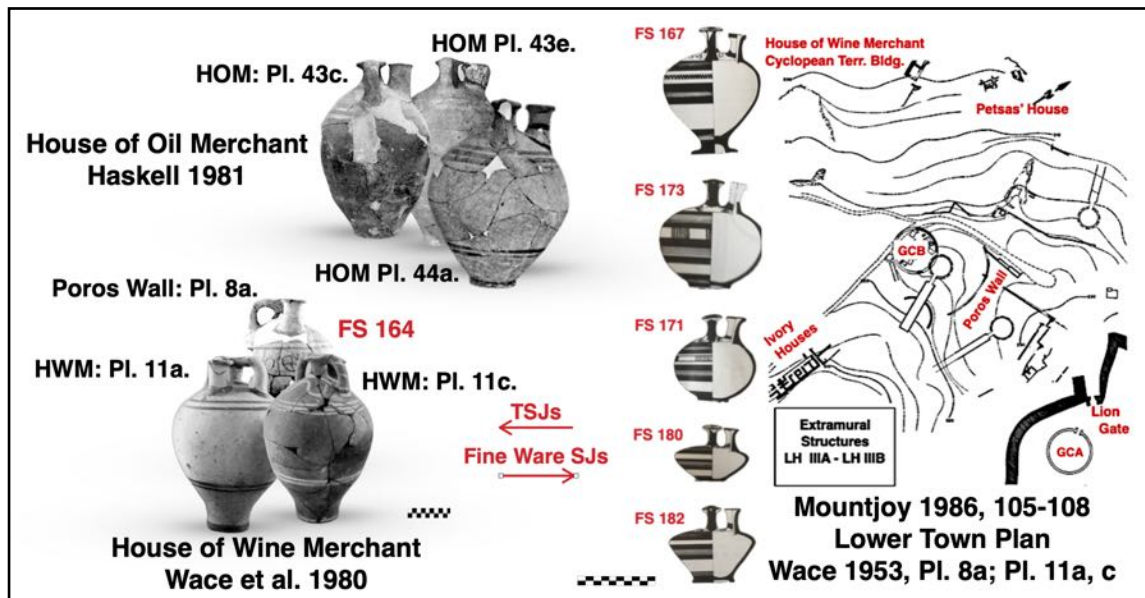 HOM Pl. 43e.
HOM: Pl. 43c.
House of Oil Merchant
Haskell 1981
HOM Pl. 44a.
Poros Wall: Pl. 8a.
FS 164
HWM: Pl. 11a.
HWM: Pl. 11c.
TSJs
Fine Ware SJs
House of Wine Merchant
Wace et al. 1980
FS 167
FS 173
FS 171
FS 180
FS 182
House of Wine Merchant
Cyclopean Terr. Bldg.
Petsas' House
GCB
Poros Wall
Ivory
Houses
Lion
Gate
GCA
Extramural
Structures
LH IIIA - LH IIIB
Mountjoy 1986, 105-108
Lower Town Plan
Wace 1953, Pl. 8a; Pl. 11a, c